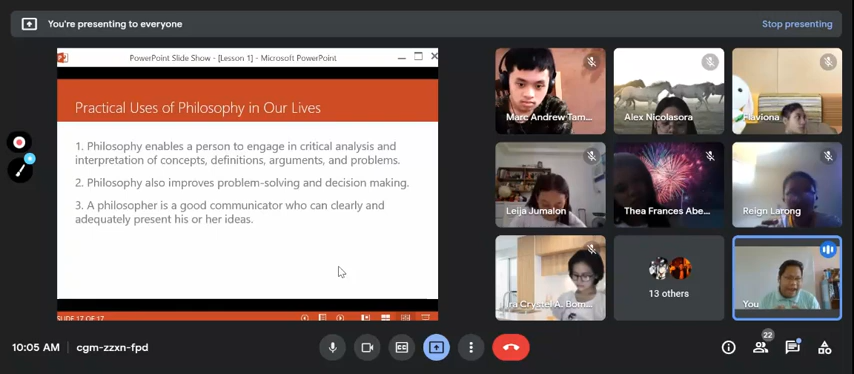 You're presenting to everyone
Stop presenting
PowerPoint Slide Show - [Lesson 1] - Microsoft PowerPoint
Practical Uses of Philosophy in Our Lives
1. Philosophy enables a person to engage in critical analysis and
interpretation of concepts, definitions, arguments, and problems.
2. Philosophy also improves problem-solving and decision making.
3. A philosopher is a good communicator who can clearly and
adequately present his or her ideas.
SLIDE 17 OF 17
Marc Andrew Tam...
Alex Nicolasora
Flaviona
Leija Jumalon
Thea Frances Abe...
Reign Larong
Ira Crystel A. Bom...
13 others
You
10:05 AM | cgm-zzxn-fpd
CC
22